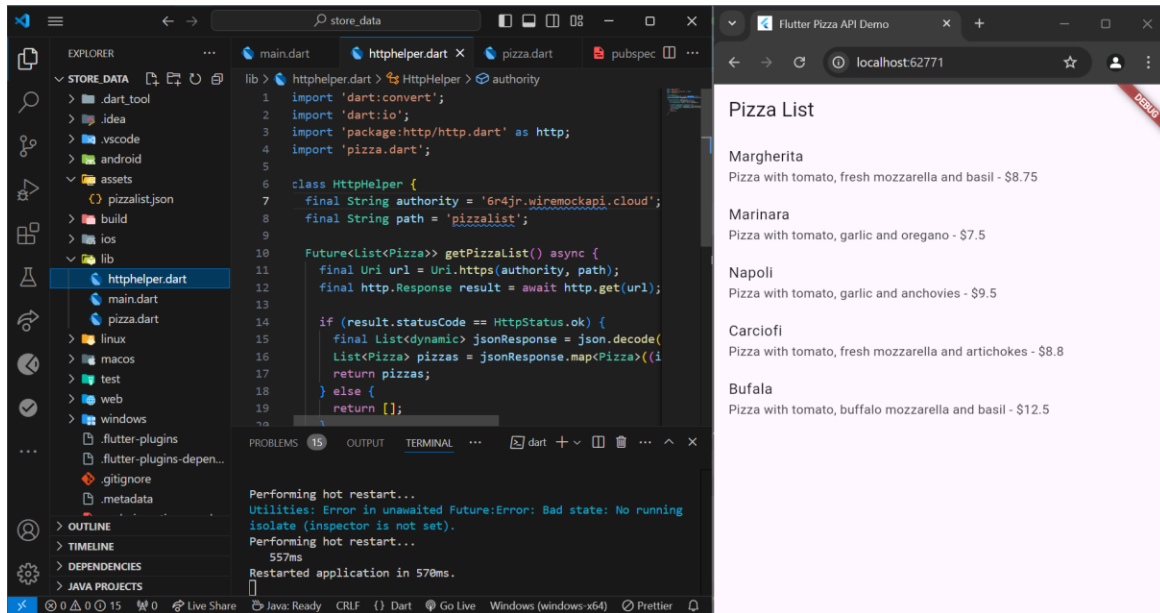 store_data
EXPLORER
STORE_DATA
.dart_tool
.idea
.vscode
android
assets
pizzalist.json
build
ios
lib
httphelper.dart
main.dart
pizza.dart
linux
macos
test
web
windows
.flutter-plugins
.flutter-plugins-depen...
.gitignore
.metadata
OUTLINE
TIMELINE
DEPENDENCIES
JAVA PROJECTS
main.dart
httphelper.dart
pizza.dart
pubspec
lib > httphelper.dart > HttpHelper > authority
1 import 'dart:convert';
2 import 'dart:io';
3 import 'package:http/http.dart' as http;
4 import 'pizza.dart';
5
6 class HttpHelper {
7 final String authority = '6r4jr.wiremockapi.cloud';
8 final String path = 'pizzalist';
9
10 Future<List<Pizza>> getPizzaList() async {
11 final Uri url = Uri.https(authority, path);
12 final http.Response result = await http.get(url);
13
14 if (result.statusCode == HttpStatus.ok) {
15 final List<dynamic> jsonResponse = json.decode(
16 List<Pizza> pizzas = jsonResponse.map<Pizza>((i
17 return pizzas;
18 } else {
19 return [];
20 }
PROBLEMS 15 OUTPUT TERMINAL ··· dart
Performing hot restart...
Utilities: Error in unawaited Future:Error: Bad state: No running
isolate (inspector is not set).
Performing hot restart...
557ms
Restarted application in 570ms.
0 0 15 0 Live Share Java: Ready CRLF {} Dart Go Live Windows (windows-x64) Prettier
Flutter Pizza API Demo
localhost:62771
DEBUG
Pizza List
Margherita
Pizza with tomato, fresh mozzarella and basil - $8.75
Marinara
Pizza with tomato, garlic and oregano - $7.5
Napoli
Pizza with tomato, garlic and anchovies - $9.5
Carciofi
Pizza with tomato, fresh mozzarella and artichokes - $8.8
Bufala
Pizza with tomato, buffalo mozzarella and basil - $12.5